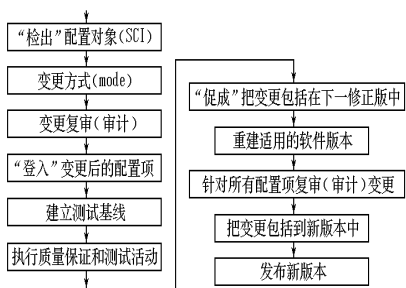 “检出”配置对象(SCI)
变更方式(mode)
变更复审(审计)
“登入”变更后的配置项
建立测试基线
执行质量保证和测试活动
“促成”把变更包括在下一修正版中
重建适用的软件版本
针对所有配置项复审(审计)变更
把变更包括到新版本中
发布新版本